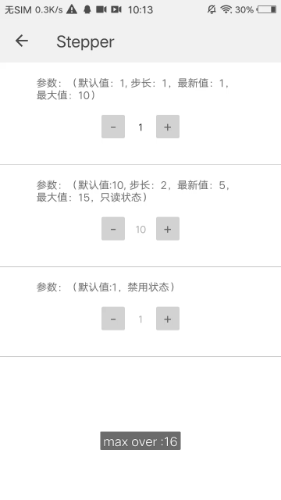 无SIM 0.3K/s 10:13 30%
Stepper
参数：（默认值：1, 步长：1，最新值：1，
最大值：10）
- 1 +
参数：（默认值:10, 步长：2，最新值：5，
最大值：15，只读状态）
- 10 +
参数：（默认值:1，禁用状态）
- 1 +
max over :16